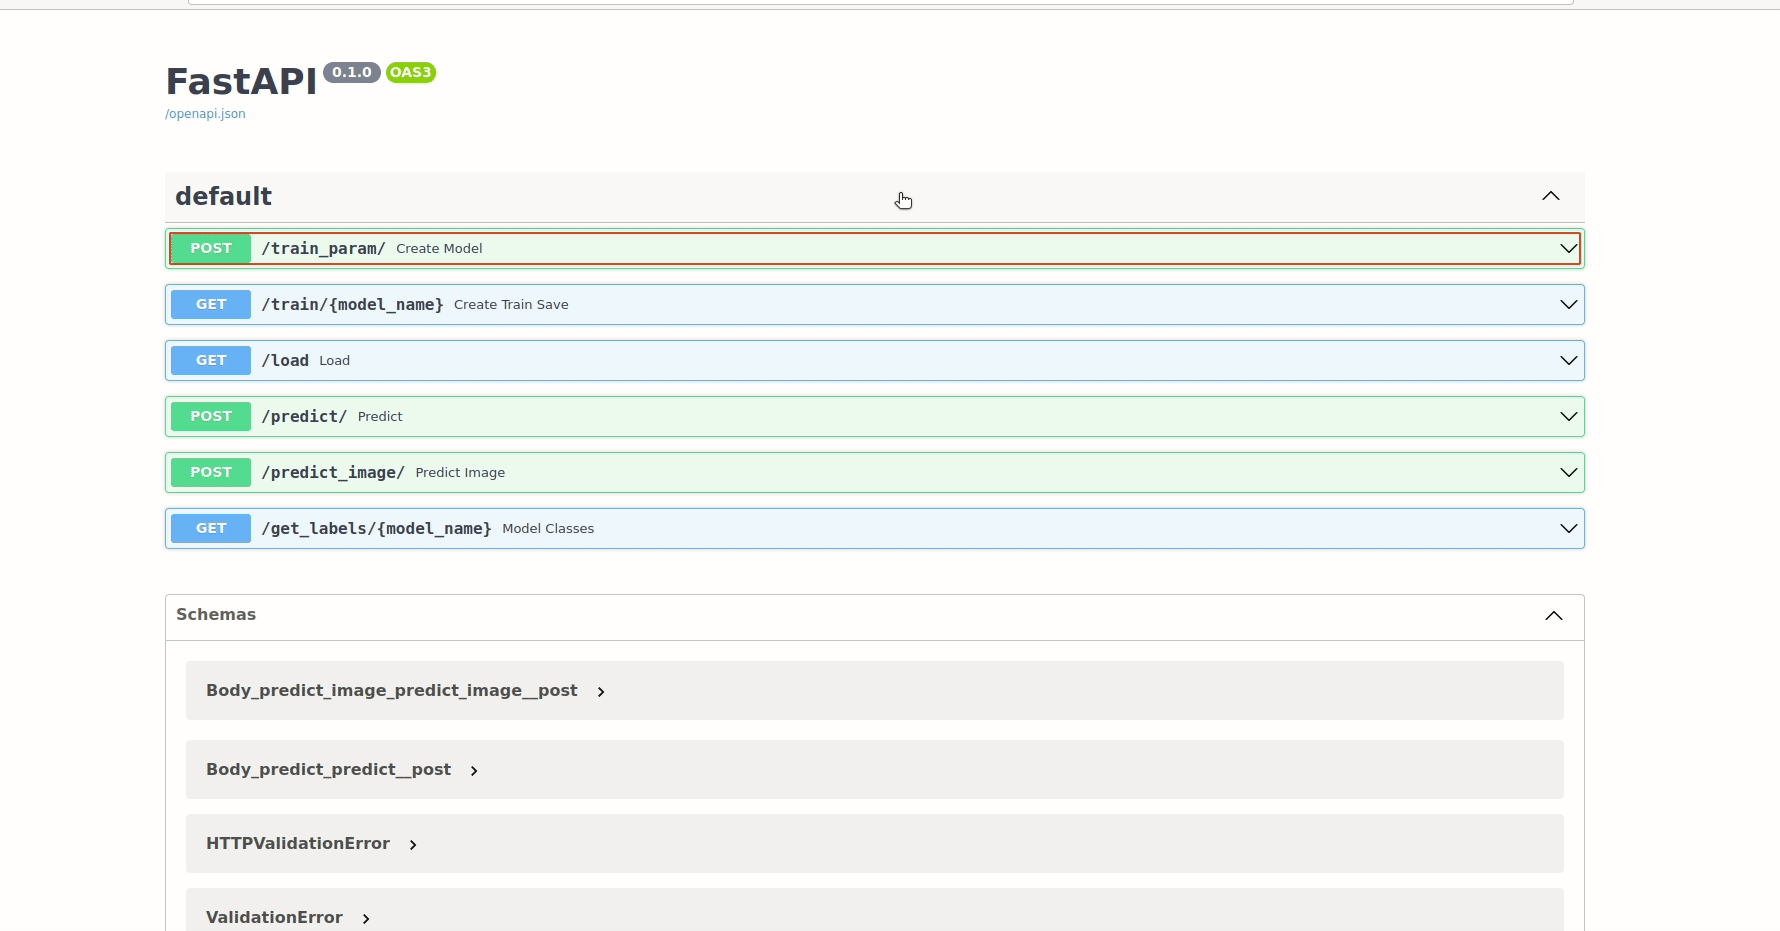 FastAPI 0.1.0 OAS3
/openapi.json
default
POST /train_param/ Create Model
GET /train/{model_name} Create Train Save
GET /load Load
POST /predict/ Predict
POST /predict_image/ Predict Image
GET /get_labels/{model_name} Model Classes
Schemas
Body_predict_image_predict_image__post
Body_predict_predict__post
HTTPValidationError
ValidationError